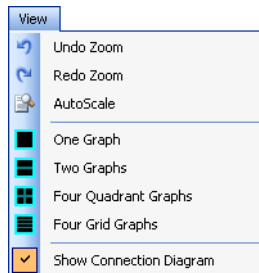 View
Undo Zoom
Redo Zoom
AutoScale
One Graph
Two Graphs
Four Quadrant Graphs
Four Grid Graphs
Show Connection Diagram